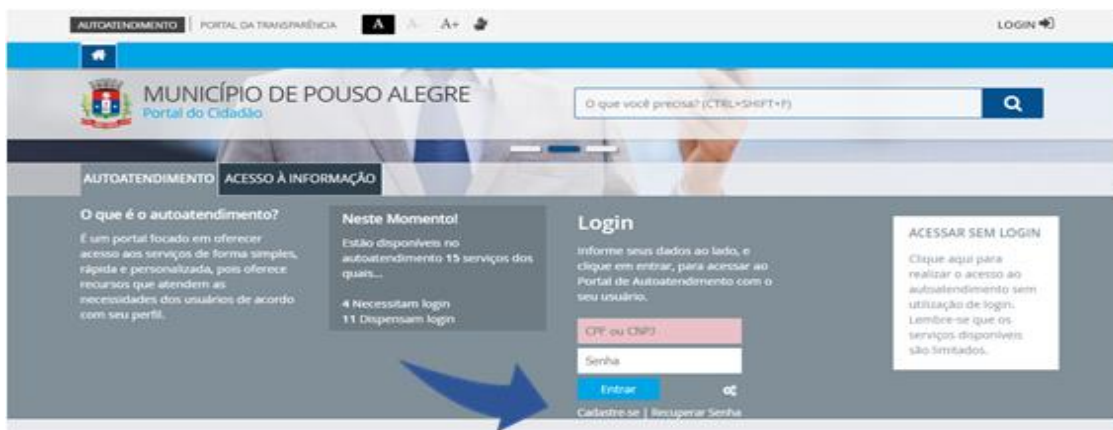 AUTOATENDIMENTO | PORTAL DA TRANSPARÊNCIA A A- A+ LOGIN
MUNICÍPIO DE POUSO ALEGRE
Portal do Cidadão
O que você precisa? (CTRL+SHIFT+F)
AUTOATENDIMENTO ACESSO À INFORMAÇÃO
O que é o autoatendimento?
É um portal focado em oferecer
acesso aos serviços de forma simples,
rápida e personalizada, pois oferece
recursos que atendem as
necessidades dos usuários de acordo
com seu perfil.
Neste Momento!
Estão disponíveis no
autoatendimento 15 serviços dos
quais...
4 Necessitam login
11 Dispensam login
Login
Informe seus dados ao lado, e
clique em entrar, para acessar ao
Portal de Autoatendimento com o
seu usuário.
CPF ou CNPJ
Senha
Entrar
Cadastre-se | Recuperar Senha
ACESSAR SEM LOGIN
Clique aqui para
realizar o acesso ao
autoatendimento sem
utilização de login.
Lembre-se que os
serviços disponíveis
são limitados.